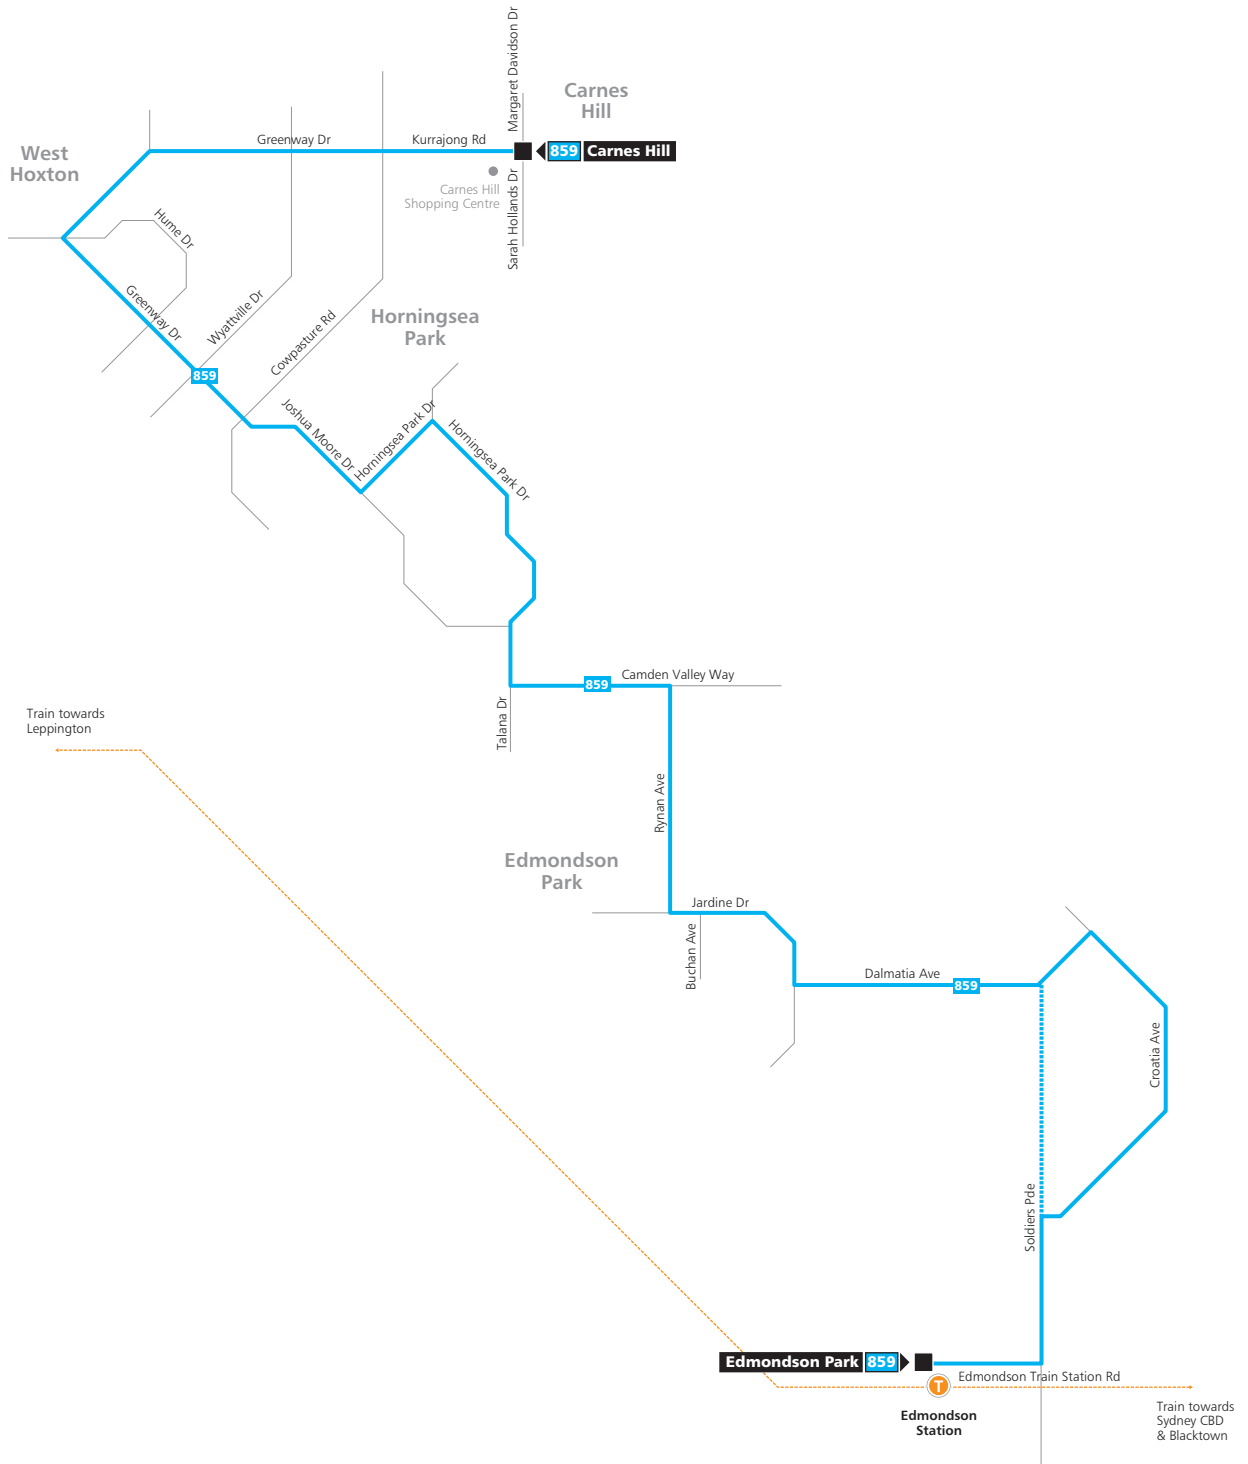 Margaret Davidson Dr
Carnes
Hill
West
Hoxton
Greenway Dr
Kurrajong Rd
859 Carnes Hill
Carnes Hill
Shopping Centre
Sarah Hollands Dr
Hume Dr
Greenway Dr
Wyattville Dr
Cowpasture Rd
Horningsea
Park
859
Joshua Moore Dr
Horningsea Park Dr
Horningsea Park Dr
Camden Valley Way
859
Talana Dr
Train towards
Leppington
Rynan Ave
Edmondson
Park
Jardine Dr
Buchan Ave
Dalmatia Ave
859
Croatia Ave
Soldiers Pde
Edmondson Park 859
Edmondson Train Station Rd
T
Edmondson
Station
Train towards
Sydney CBD
& Blacktown